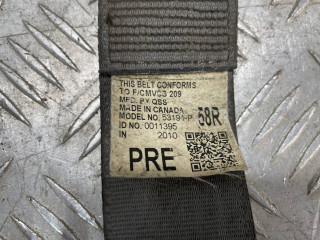 THIS BELT CONFORMS
TO F/CMVSS 209
MFD. BY QSS
MADE IN CANADA
MODEL NO. 53191-P
58R
ID NO. 0011395
IN 2010
PRE